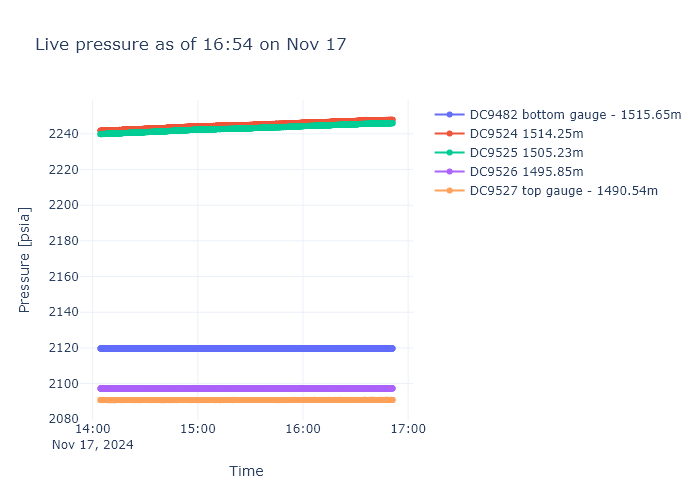 Live pressure as of 16:54 on Nov 17
DC9482 bottom gauge - 1515.65m
DC9524 1514.25m
DC9525 1505.23m
DC9526 1495.85m
DC9527 top gauge - 1490.54m
Pressure [psia]
2240
2220
2200
2180
2160
2140
2120
2100
2080
14:00 15:00 16:00 17:00
Nov 17, 2024
Time